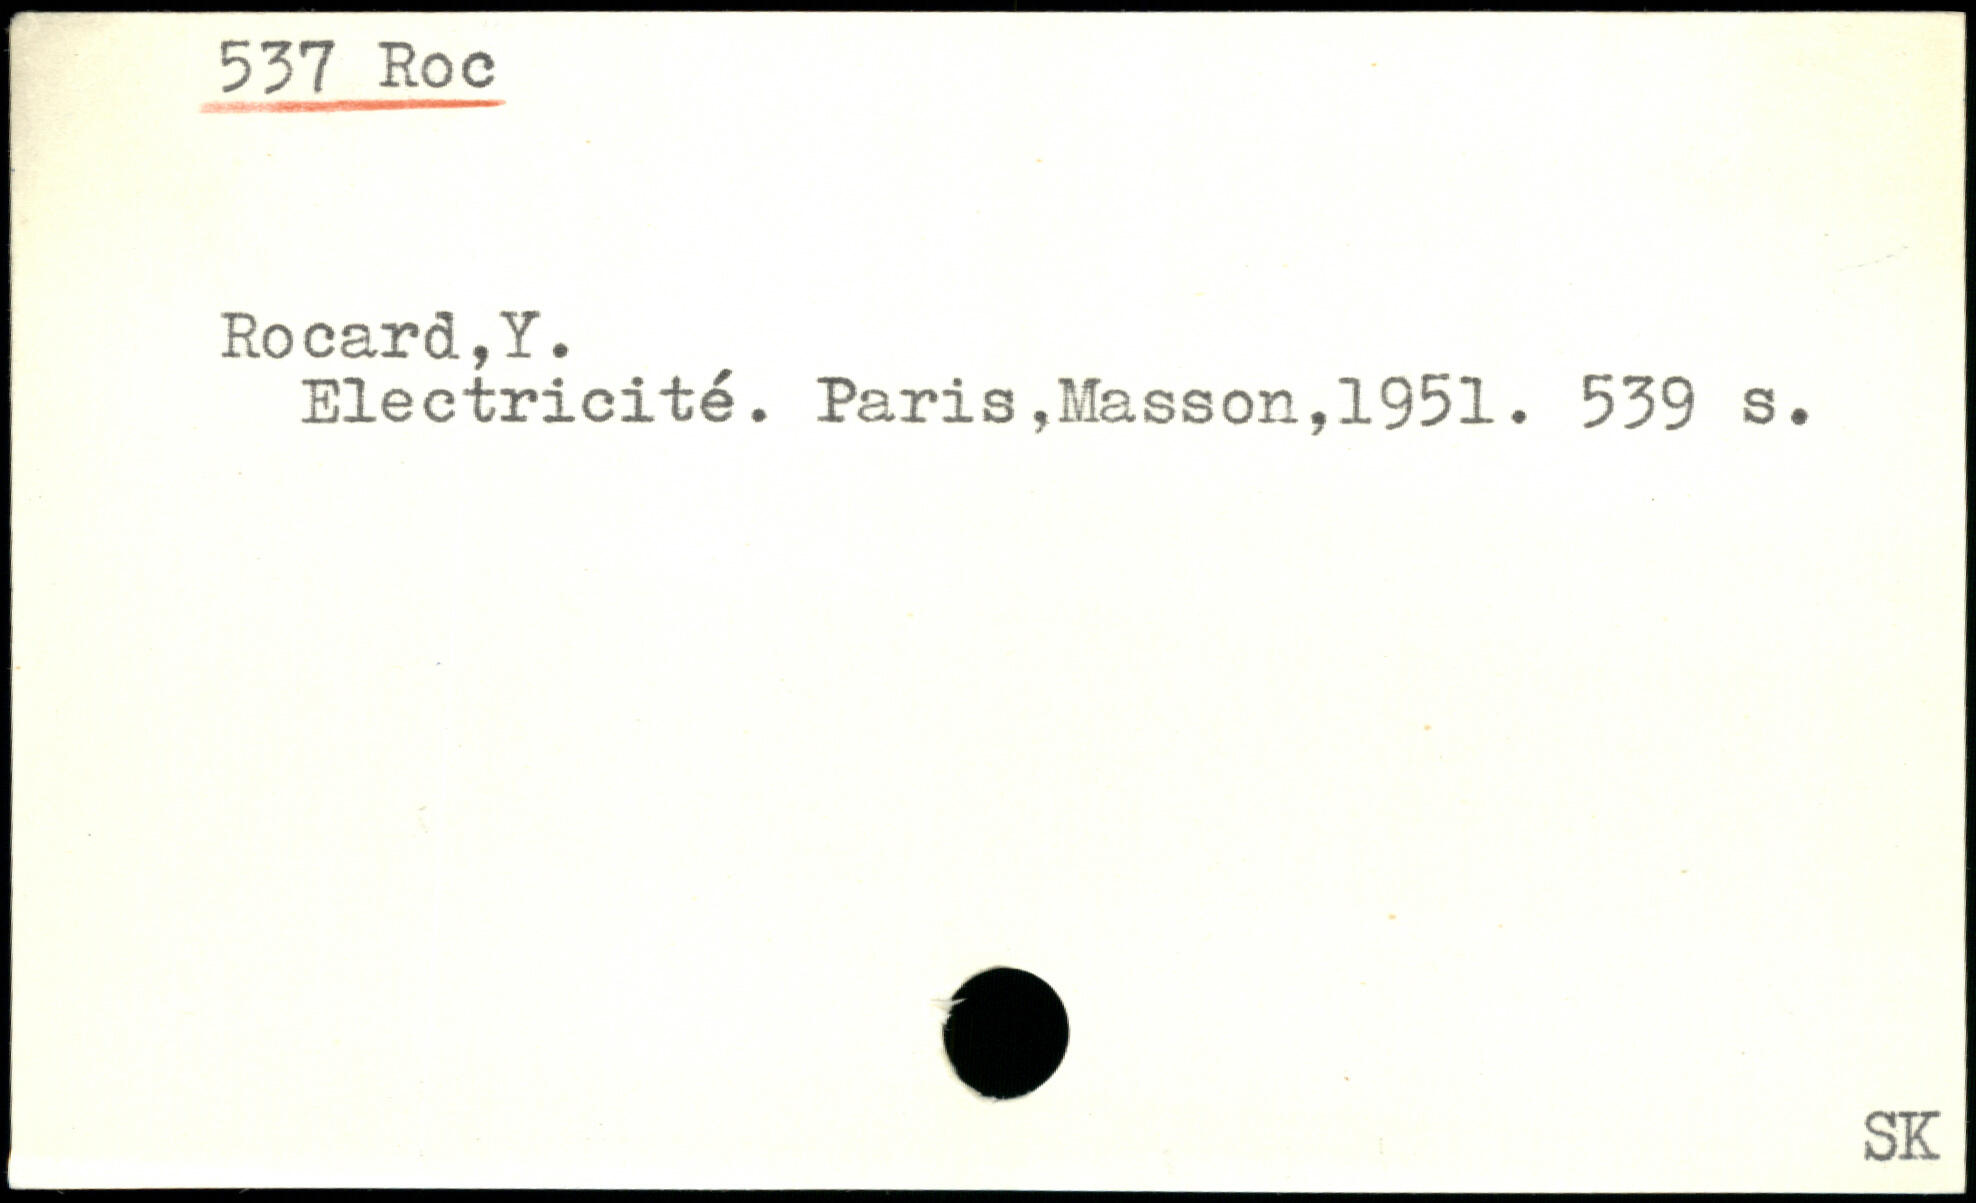 537 Roc
Rocard,Y.
Electricité. Paris,Masson,1951. 539 s.
SK